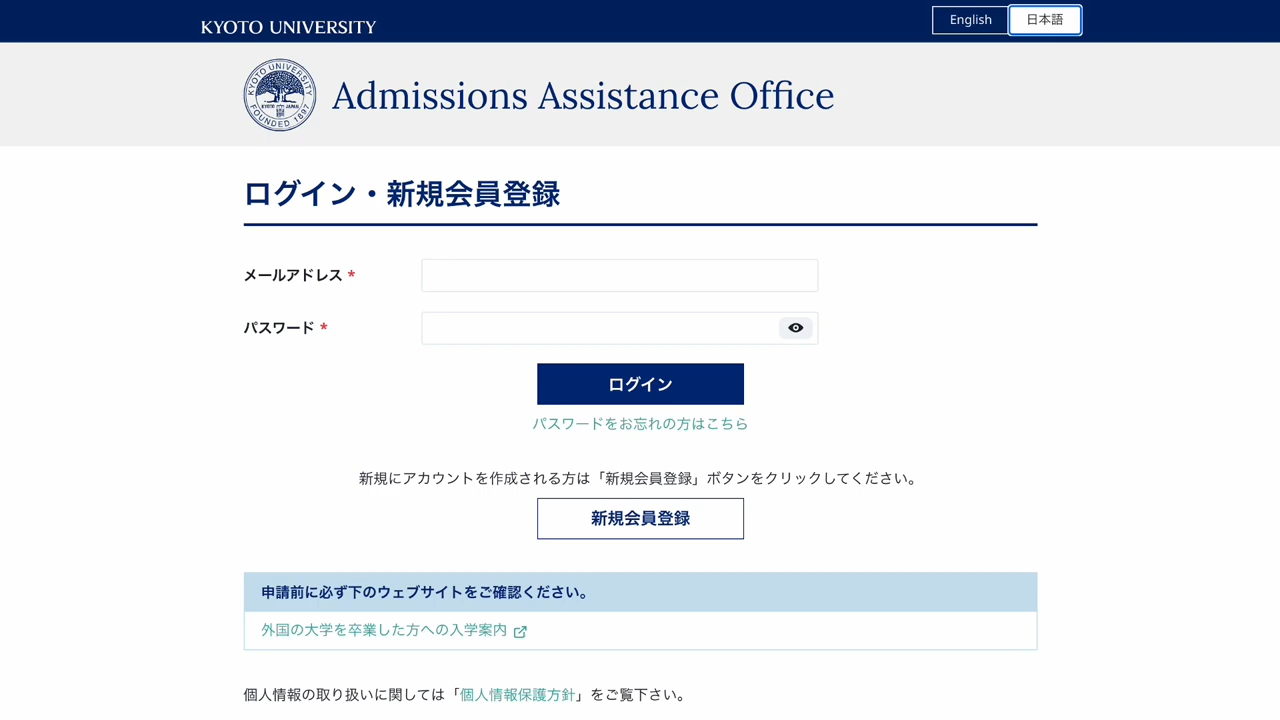 KYOTO UNIVERSITY
English
日本語
KYOTO UNIVERSITY
KYOTO JAPAN
FOUNDED 1897
Admissions Assistance Office
ログイン・新規会員登録
メールアドレス *
パスワード *
ログイン
パスワードをお忘れの方はこちら
新規にアカウントを作成される方は「新規会員登録」ボタンをクリックしてください。
新規会員登録
申請前に必ず下のウェブサイトをご確認ください。
外国の大学を卒業した方への入学案内
個人情報の取り扱いに関しては「個人情報保護方針」をご覧下さい。